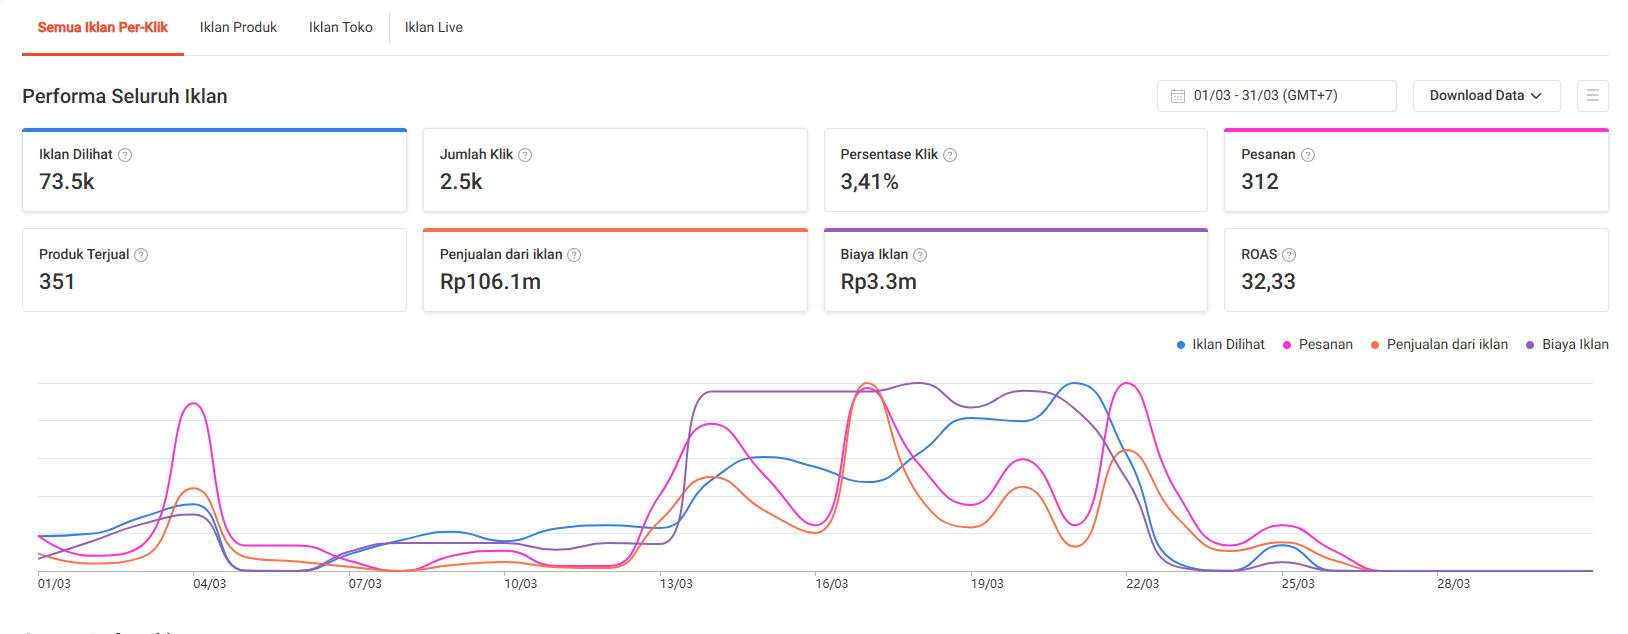 Semua Iklan Per-Klik Iklan Produk Iklan Toko Iklan Live
Performa Seluruh Iklan 01/03 - 31/03 (GMT+7) Download Data
Iklan Dilihat ? Jumlah Klik ? Persentase Klik ? Pesanan ?
73.5k 2.5k 3,41% 312
Produk Terjual ? Penjualan dari iklan ? Biaya Iklan ? ROAS ?
351 Rp106.1m Rp3.3m 32,33
Iklan Dilihat Pesanan Penjualan dari iklan Biaya Iklan
01/03 04/03 07/03 10/03 13/03 16/03 19/03 22/03 25/03 28/03